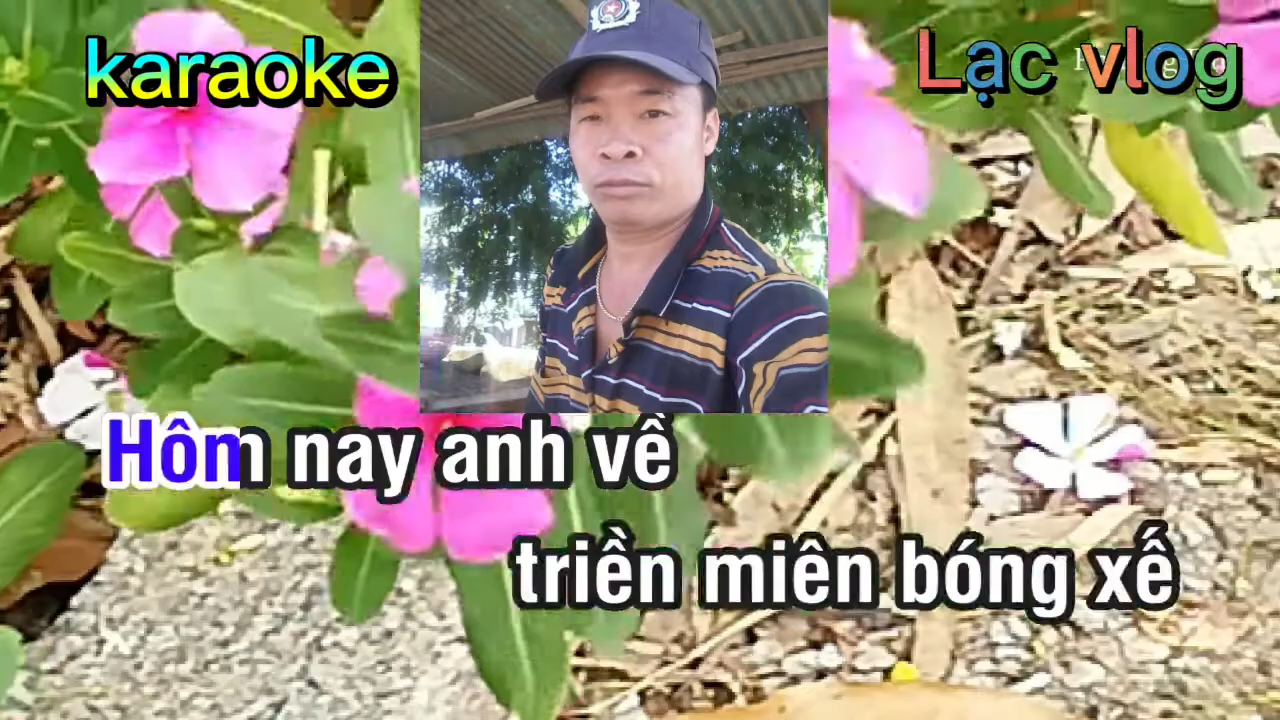 karaoke
Lạc vlog
Hôm nay anh về
triền miên bóng xế